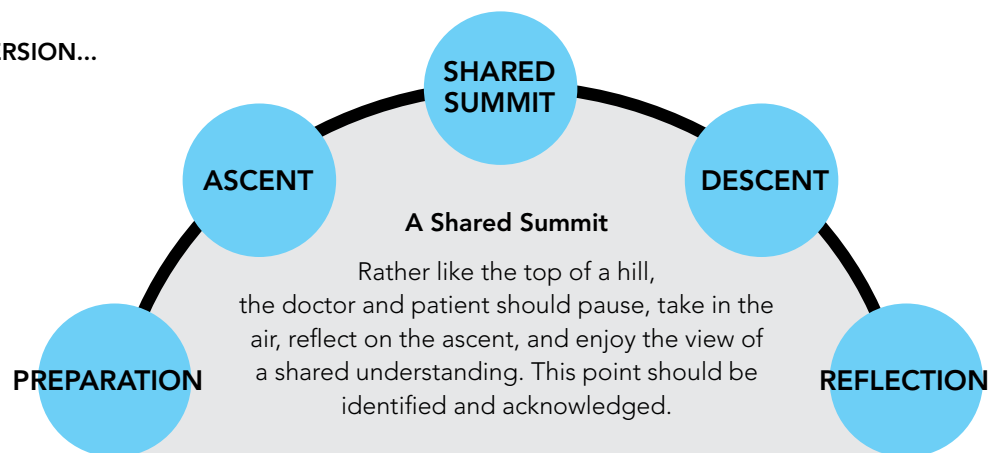 ERSION...
SHARED
SUMMIT
ASCENT
DESCENT
PREPARATION
REFLECTION
A Shared Summit
Rather like the top of a hill,
the doctor and patient should pause, take in the
air, reflect on the ascent, and enjoy the view of
a shared understanding. This point should be
identified and acknowledged.